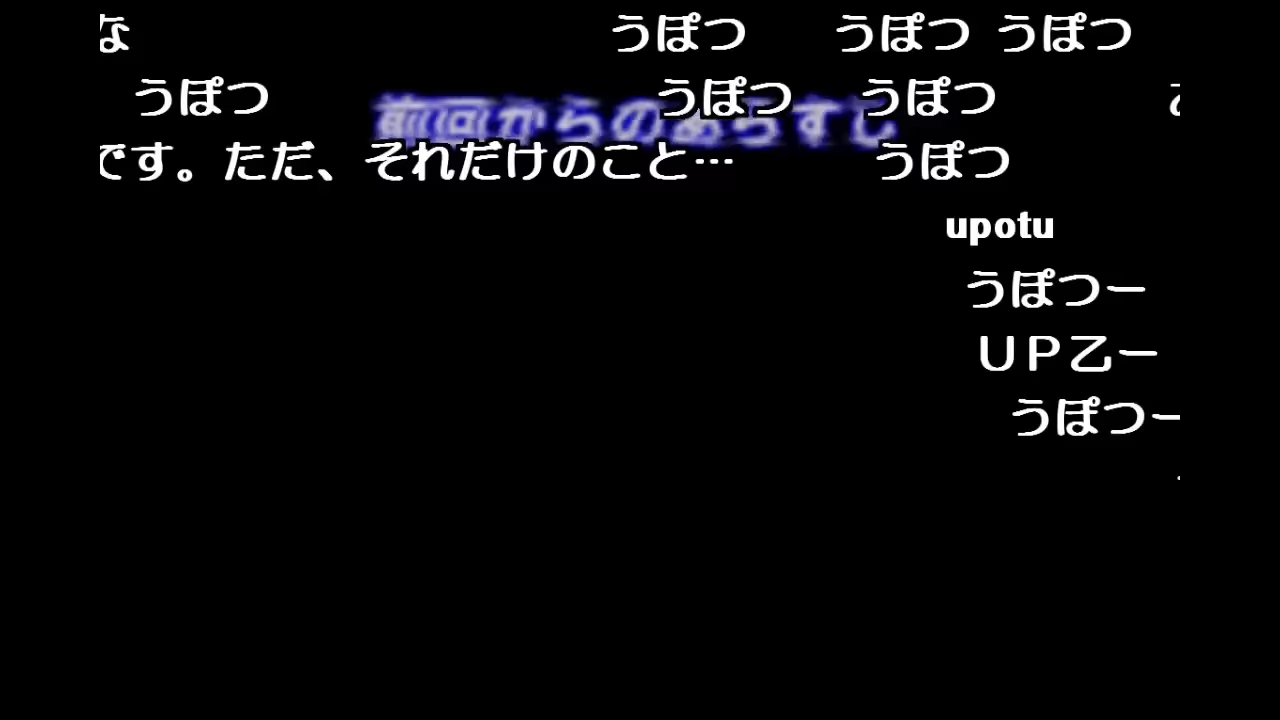 な うぽつ うぽつ うぽつ
うぽつ うぽつ うぽつ
前回からのあらすじ
です。ただ、それだけのこと… うぽつ
upotu
うぽつー
UP乙ー
うぽつー